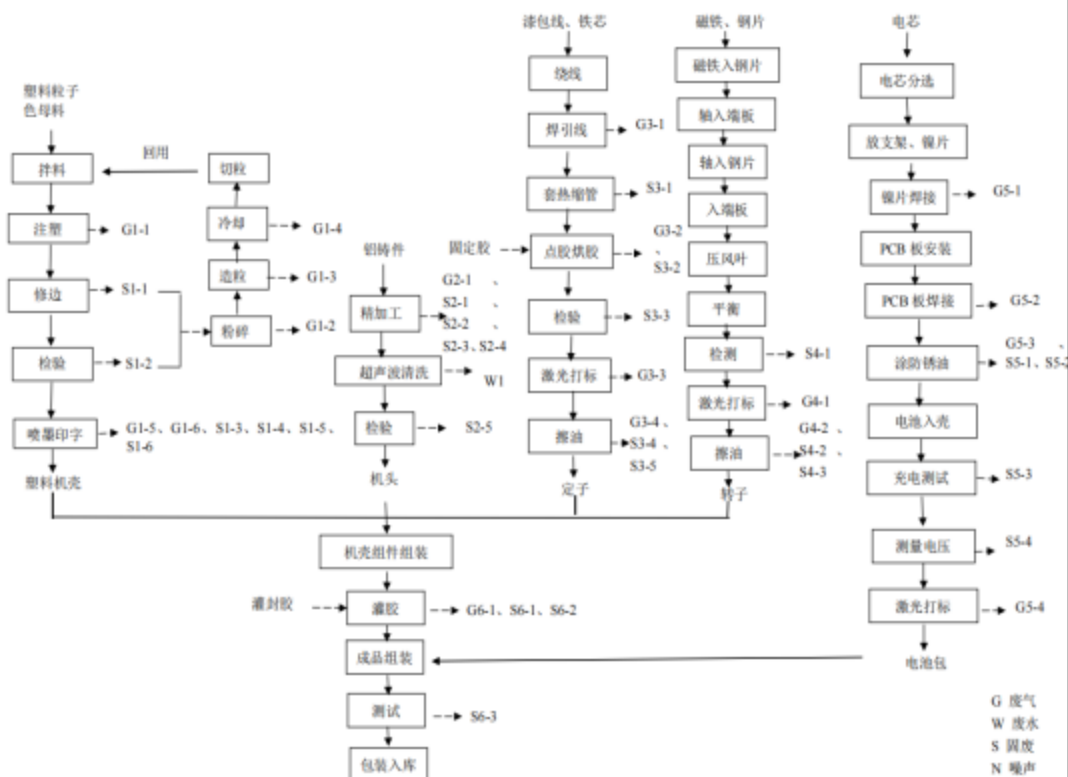 塑料粒子
色母料
拌料
回用
切粒
注塑
G1-1
冷却
G1-4
修边
S1-1
造粒
G1-3
粉碎
G1-2
检验
S1-2
喷墨印字
G1-5、G1-6、S1-3、S1-4、S1-5、
S1-6
塑料机壳
铝铸件
精加工
G2-1 、
S2-1 、
S2-2 、
S2-3、S2-4
超声波清洗
W1
检验
S2-5
机头
漆包线、铁芯
绕线
焊引线
G3-1
套热缩管
S3-1
固定胶
点胶烘胶
G3-2
、
S3-2
检验
S3-3
激光打标
G3-3
擦油
G3-4、
S3-4 、
S3-5
定子
磁铁、钢片
磁铁入钢片
轴入端板
轴入钢片
入端板
压风叶
平衡
检测
S4-1
激光打标
G4-1
擦油
G4-2 、
S4-2 、
S4-3
转子
电芯
电芯分选
放支架、镍片
镍片焊接
G5-1
PCB 板安装
PCB 板焊接
G5-2
涂防锈油
G5-3 、
S5-1、S5-2
电池入壳
充电测试
S5-3
测量电压
S5-4
激光打标
G5-4
电池包
机壳组件组装
灌封胶
灌胶
G6-1、S6-1、S6-2
成品组装
测试
S6-3
包装入库
G 废气
W 废水
S 固废
N 噪声